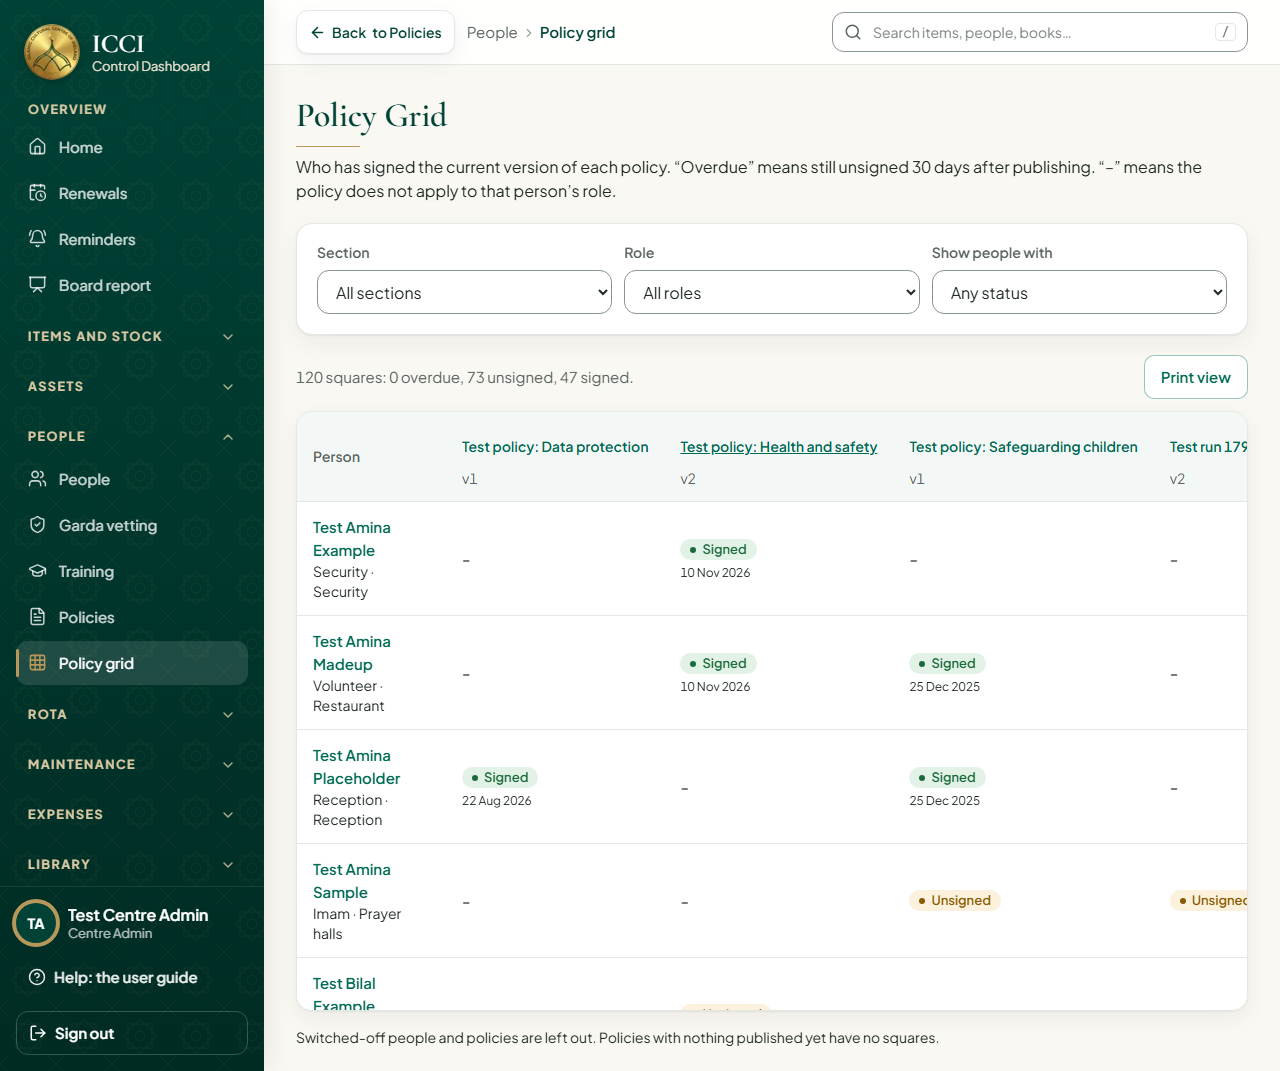 ICCI
Control Dashboard
OVERVIEW
Home
Renewals
Reminders
Board report
ITEMS AND STOCK
ASSETS
PEOPLE
People
Garda vetting
Training
Policies
Policy grid
ROTA
MAINTENANCE
EXPENSES
LIBRARY
TA
Test Centre Admin
Centre Admin
Help: the user guide
Sign out
Back to Policies
People › Policy grid
Search items, people, books…
/
Policy Grid
Who has signed the current version of each policy. “Overdue” means still unsigned 30 days after publishing. “–” means the
policy does not apply to that person’s role.
Section
Role
Show people with
All sections
All roles
Any status
120 squares: 0 overdue, 73 unsigned, 47 signed.
Print view
Person
Test policy: Data protection
v1
Test policy: Health and safety
v2
Test policy: Safeguarding children
v1
Test run 179
v2
Test Amina
Example
Security ·
Security
–
Signed
10 Nov 2026
–
–
Test Amina
Madeup
Volunteer ·
Restaurant
–
Signed
10 Nov 2026
Signed
25 Dec 2025
–
Test Amina
Placeholder
Reception ·
Reception
Signed
22 Aug 2026
–
Signed
25 Dec 2025
–
Test Amina
Sample
Imam · Prayer
halls
–
–
Unsigned
Unsigned
Test Bilal
Example
Switched-off people and policies are left out. Policies with nothing published yet have no squares.